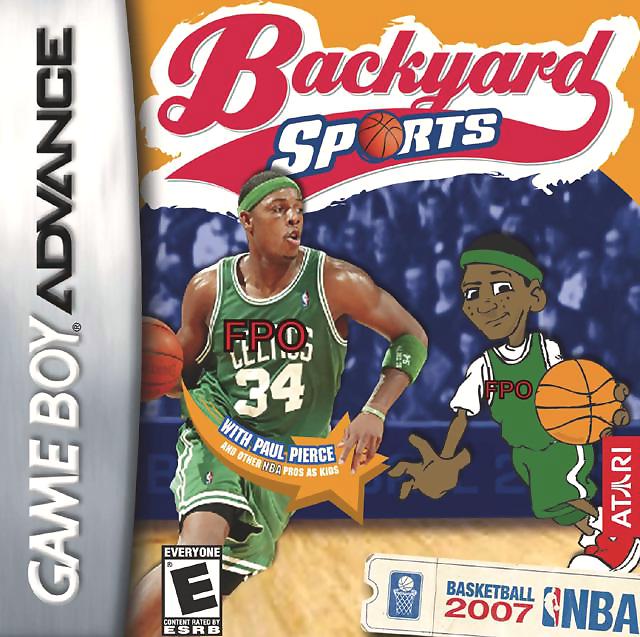 GAME BOY ADVANCE
Backyard
SPORTS
FPO
CELTICS
34
FPO
WITH PAUL PIERCE
AND OTHER NBA PROS AS KIDS
ATARI
EVERYONE
E
CONTENT RATED BY
ESRB
BASKETBALL
2007
NBA